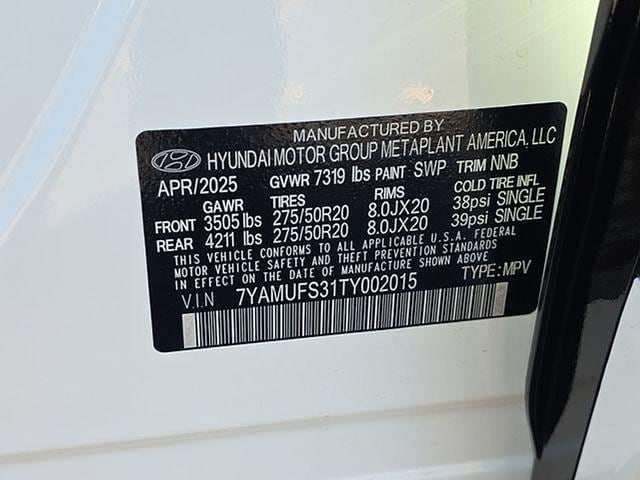 MANUFACTURED BY
HYUNDAI MOTOR GROUP METAPLANT AMERICA, LLC
APR/2025 GVWR 7319 lbs PAINT SWP TRIM NNB
GAWR TIRES RIMS COLD TIRE INFL
FRONT 3505 lbs 275/50R20 8.0JX20 38psi SINGLE
REAR 4211 lbs 275/50R20 8.0JX20 39psi SINGLE
THIS VEHICLE CONFORMS TO ALL APPLICABLE U.S.A. FEDERAL
MOTOR VEHICLE SAFETY AND THEFT PREVENTION STANDARDS
IN EFFECT ON THE DATE OF MANUFACTURE SHOWN ABOVE
V.I.N 7YAMUFS31TY002015 TYPE: MPV